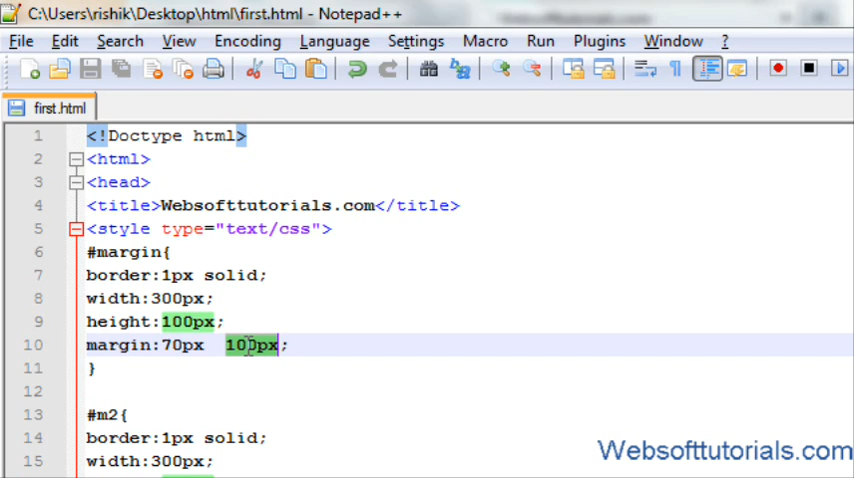 C:\Users\rishik\Desktop\html\first.html - Notepad++
File Edit Search View Encoding Language Settings Macro Run Plugins Window ?
first.html
1 <!Doctype html>
2 <html>
3 <head>
4 <title>Websofttutorials.com</title>
5 <style type="text/css">
6 #margin{
7 border:1px solid;
8 width:300px;
9 height:100px;
10 margin:70px  100px;
11 }
12
13 #m2{
14 border:1px solid;
15 width:300px;
Websofttutorials.com